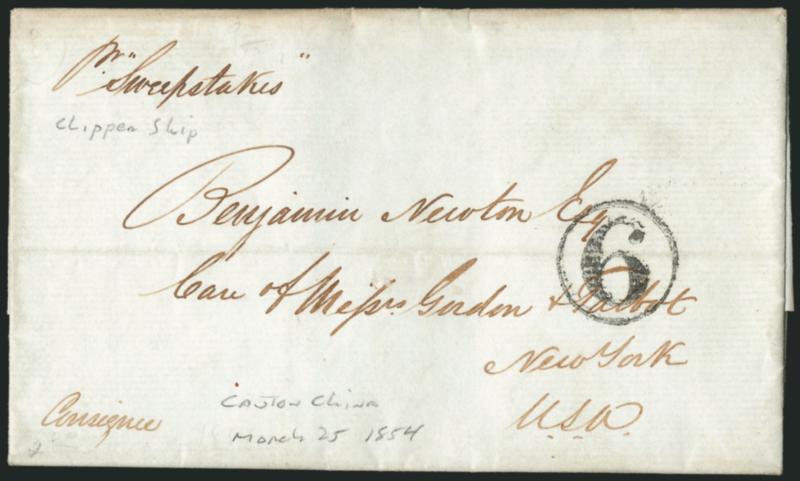 pr "Sweepstakes"
Clipper Ship
Benjamin Newton Esq
6
Care of Messrs Gordon & Talbot
New York
U.S.A.
Consignee
Canton China
March 25 1854